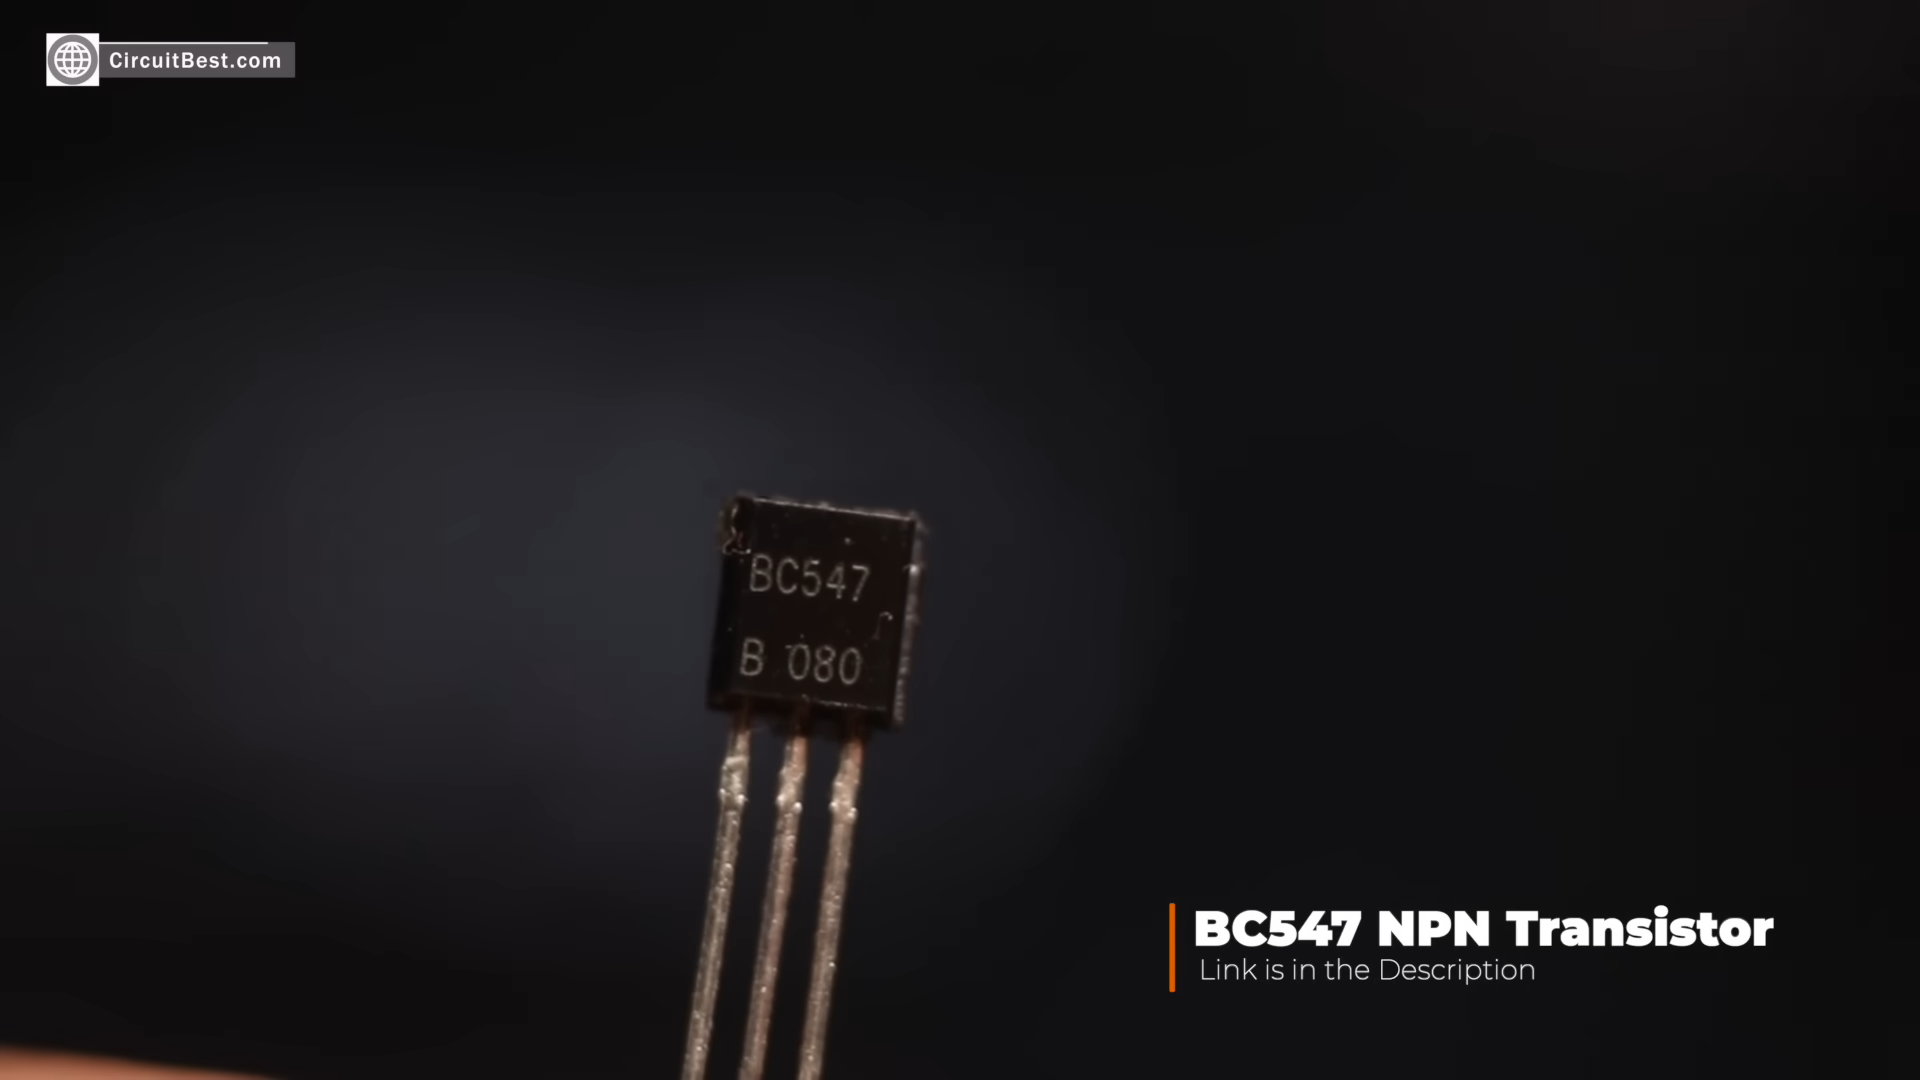 CircuitBest.com
BC547
B 080
BC547 NPN Transistor
Link is in the Description